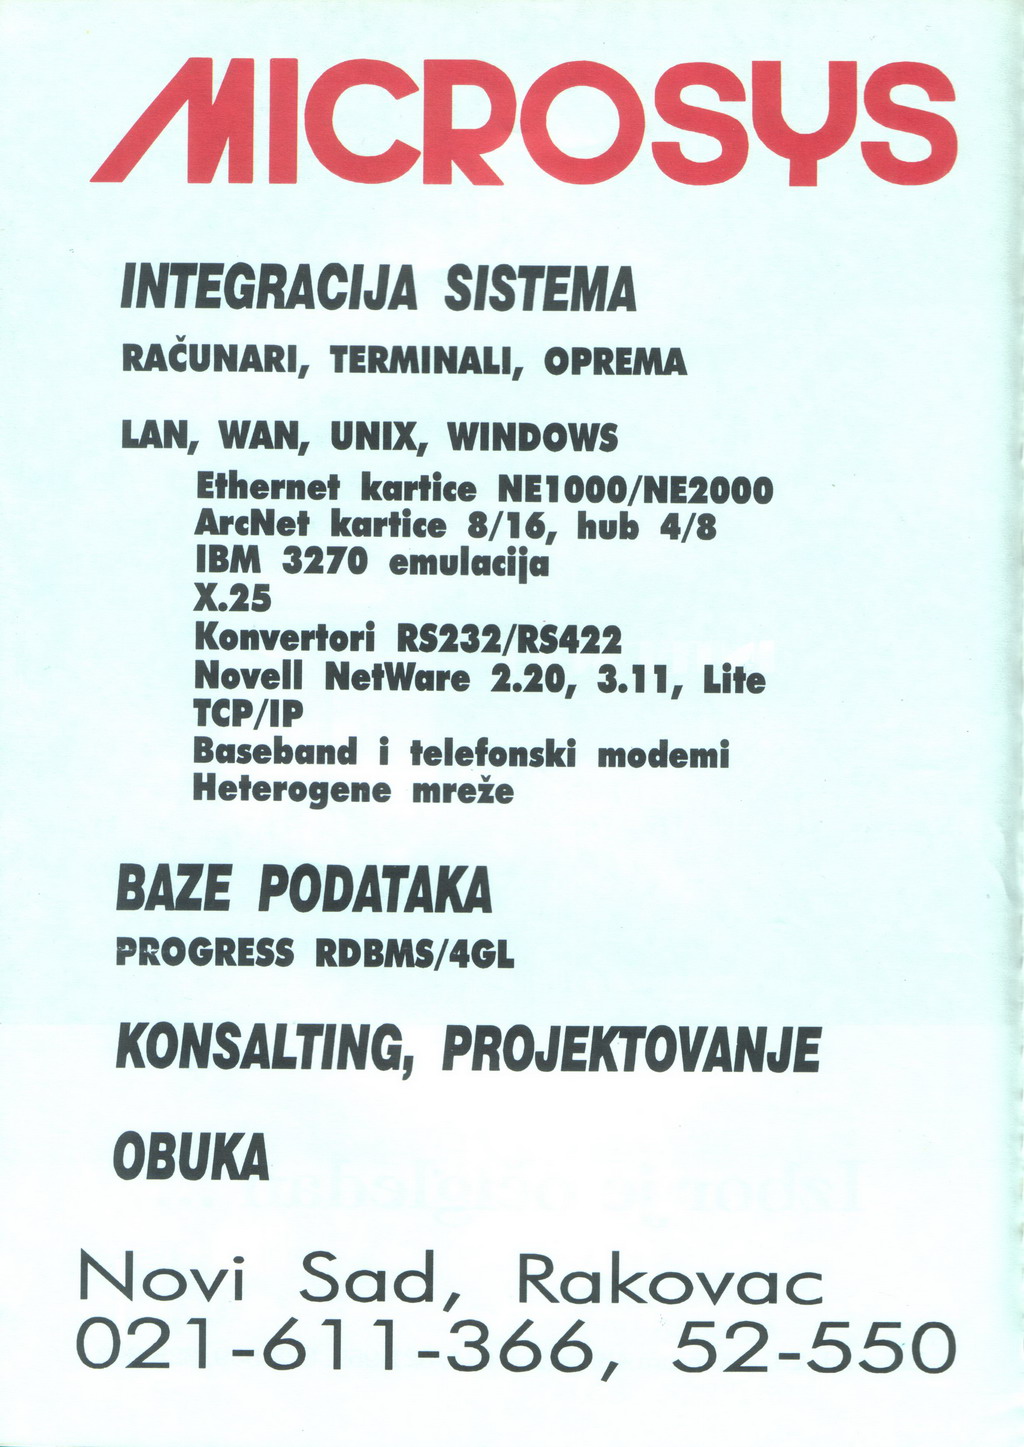 MICROSYS
INTEGRACIJA SISTEMA
RAČUNARI, TERMINALI, OPREMA
LAN, WAN, UNIX, WINDOWS
Ethernet kartice NE1000/NE2000
ArcNet kartice 8/16, hub 4/8
IBM 3270 emulacija
X.25
Konvertori RS232/RS422
Novell NetWare 2.20, 3.11, Lite
TCP/IP
Baseband i telefonski modemi
Heterogene mreže
BAZE PODATAKA
PROGRESS RDBMS/4GL
KONSALTING, PROJEKTOVANJE
OBUKA
Novi Sad, Rakovac
021-611-366, 52-550